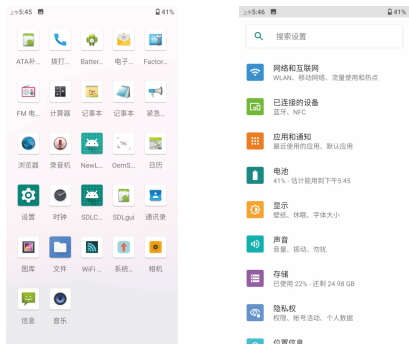 上午5:45 41%
ATA补... 拨打... Batter... 电子... Factor...
FM 电... 计算器 记事本 记事本 紧急...
浏览器 录音机 NewL... OemS... 日历
设置 时钟 SDLC... SDLgui 通讯录
图库 文件 WiFi ... 系统... 相机
信息 音乐
上午5:46 41%
搜索设置
网络和互联网
WLAN、移动网络、流量使用和热点
已连接的设备
蓝牙、NFC
应用和通知
最近使用的应用、默认应用
电池
41% - 估计能用到下午5:45
显示
壁纸、休眠、字体大小
声音
音量、振动、勿扰
存储
已使用 22% - 还剩 24.98 GB
隐私权
权限、帐号活动、个人数据
位置信息